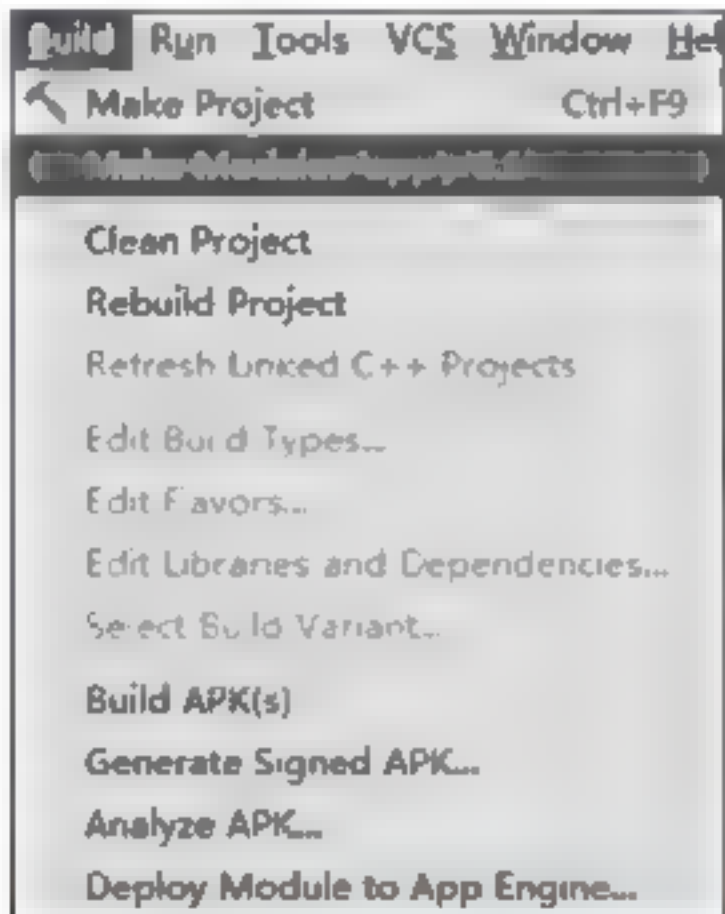 Build Run Tools VCS Window Hel
Make Project Ctrl+F9
Clean Project
Rebuild Project
Refresh Linked C++ Projects
Edit Build Types...
Edit Flavors...
Edit Libraries and Dependencies...
Select Build Variant...
Build APK(s)
Generate Signed APK...
Analyze APK...
Deploy Module to App Engine...